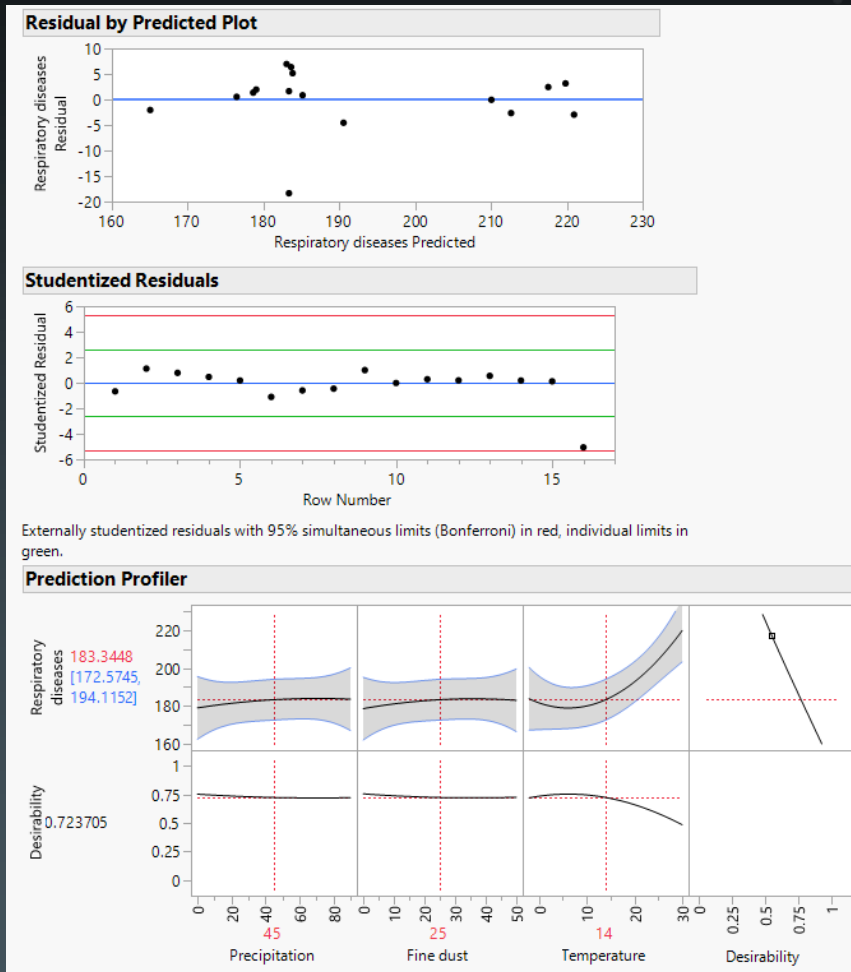 Residual by Predicted Plot
Respiratory diseases
Residual
10
5
0
-5
-10
-15
-20
160 170 180 190 200 210 220 230
Respiratory diseases Predicted
Studentized Residuals
Studentized Residual
6
4
2
0
-2
-4
-6
0 5 10 15
Row Number
Externally studentized residuals with 95% simultaneous limits (Bonferroni) in red, individual limits in
green.
Prediction Profiler
Respiratory
diseases
183.3448
[172.5745,
194.1152]
220
200
180
160
Desirability
0.723705
1
0.75
0.5
0.25
0
0 20 40 60 80
0 10 20 30 40 50
0 10 20 30
0 0.25 0.5 0.75 1
45 25 14
Precipitation Fine dust Temperature Desirability